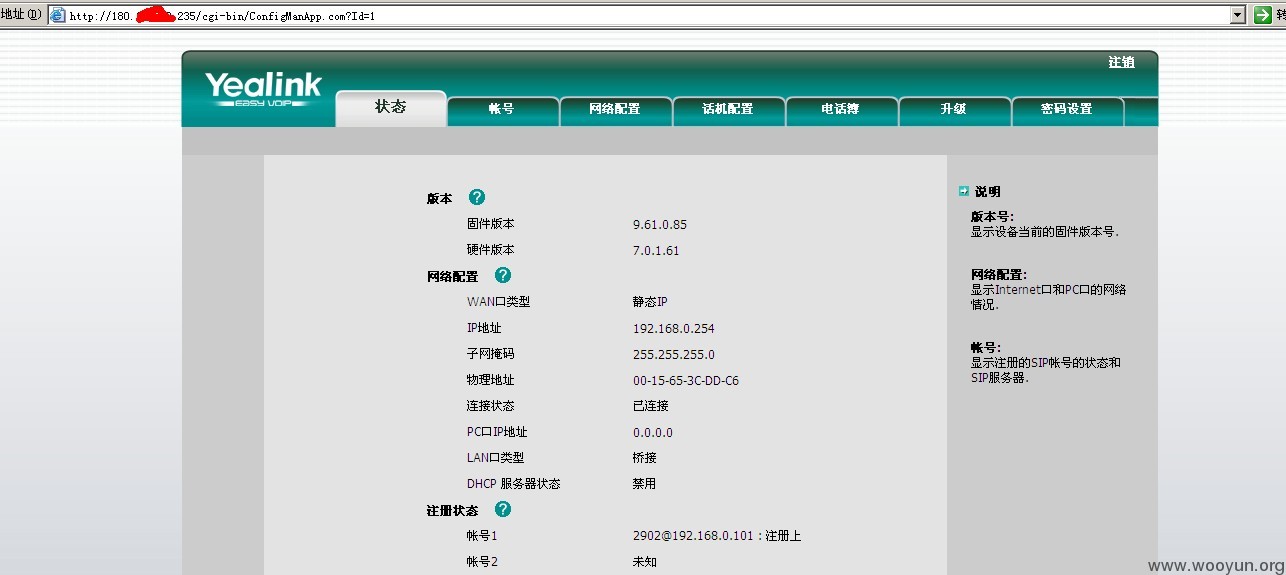 地址(D) http://180. .235/cgi-bin/ConfigManApp.com?Id=1 转
注销
Yealink
EASY VOIP
状态 帐号 网络配置 话机配置 电话簿 升级 密码设置
版本 ?
固件版本 9.61.0.85
硬件版本 7.0.1.61
网络配置 ?
WAN口类型 静态IP
IP地址 192.168.0.254
子网掩码 255.255.255.0
物理地址 00-15-65-3C-DD-C6
连接状态 已连接
PC口IP地址 0.0.0.0
LAN口类型 桥接
DHCP 服务器状态 禁用
注册状态 ?
帐号1 2902@192.168.0.101 : 注册上
帐号2 未知
说明
版本号:
显示设备当前的固件版本号.
网络配置:
显示Internet口和PC口的网络
情况.
帐号:
显示注册的SIP帐号的状态和
SIP服务器.
www.wooyun.org